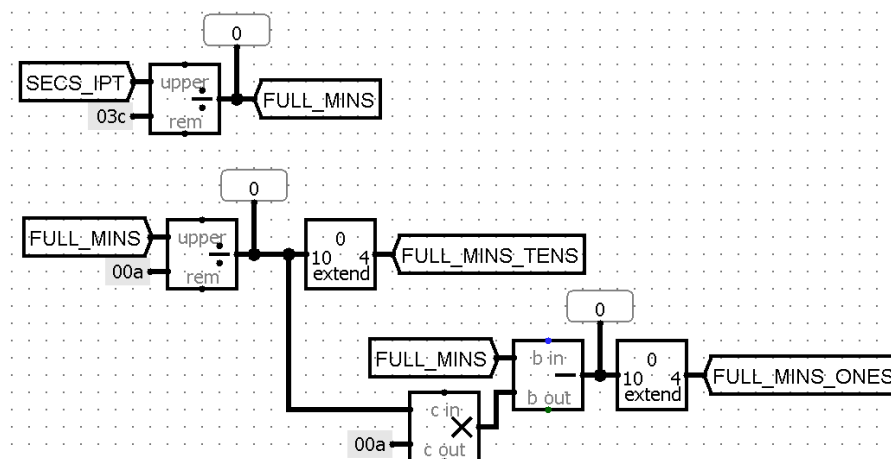 0
SECS_IPT
upper
FULL_MINS
03c
rem
0
FULL_MINS
upper
0
FULL_MINS_TENS
10 4
extend
00a
rem
0
FULL_MINS
b in
0
FULL_MINS_ONES
10 4
extend
b out
c in
00a
c out